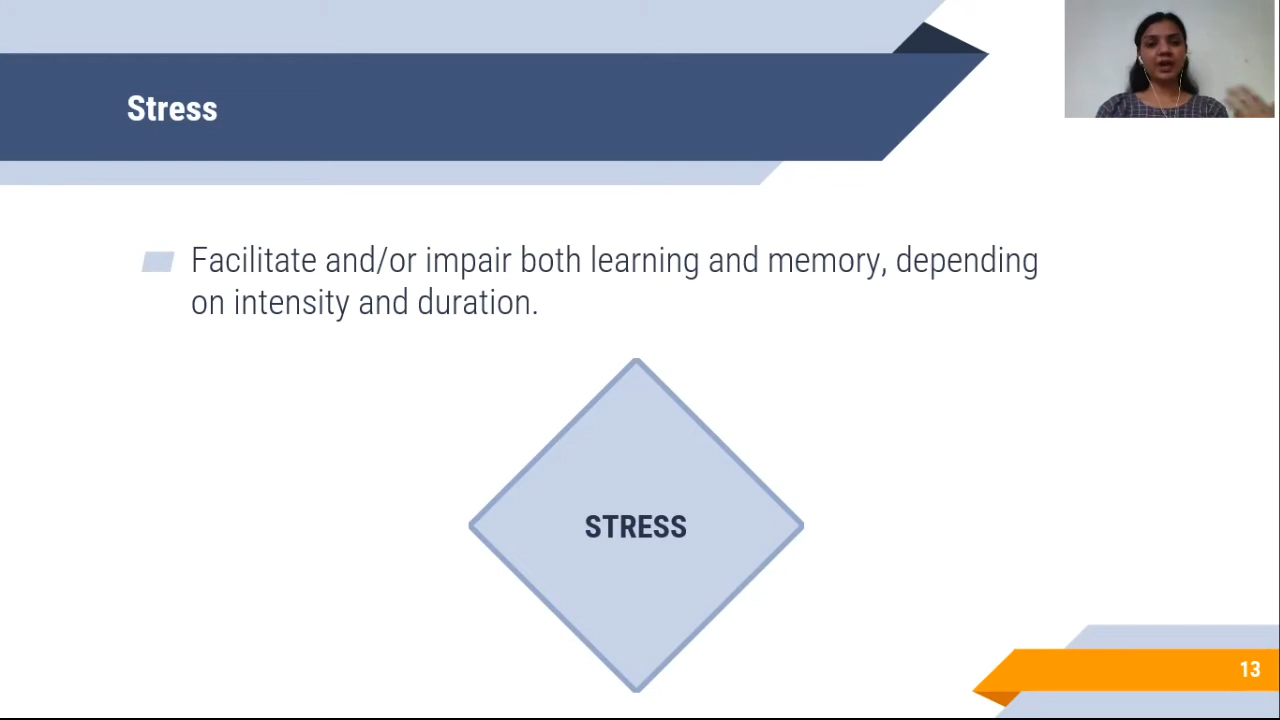 Stress
Facilitate and/or impair both learning and memory, depending
on intensity and duration.
STRESS
13